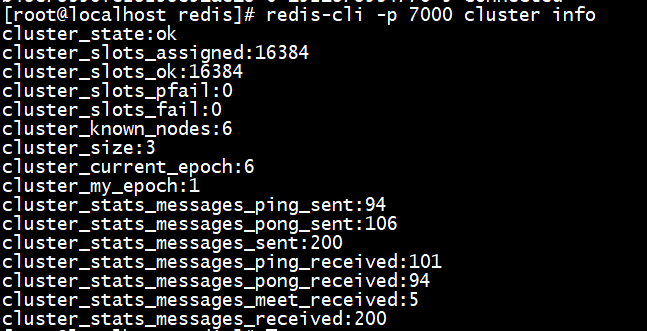 [root@localhost redis]# redis-cli -p 7000 cluster info
cluster_state:ok
cluster_slots_assigned:16384
cluster_slots_ok:16384
cluster_slots_pfail:0
cluster_slots_fail:0
cluster_known_nodes:6
cluster_size:3
cluster_current_epoch:6
cluster_my_epoch:1
cluster_stats_messages_ping_sent:94
cluster_stats_messages_pong_sent:106
cluster_stats_messages_sent:200
cluster_stats_messages_ping_received:101
cluster_stats_messages_pong_received:94
cluster_stats_messages_meet_received:5
cluster_stats_messages_received:200